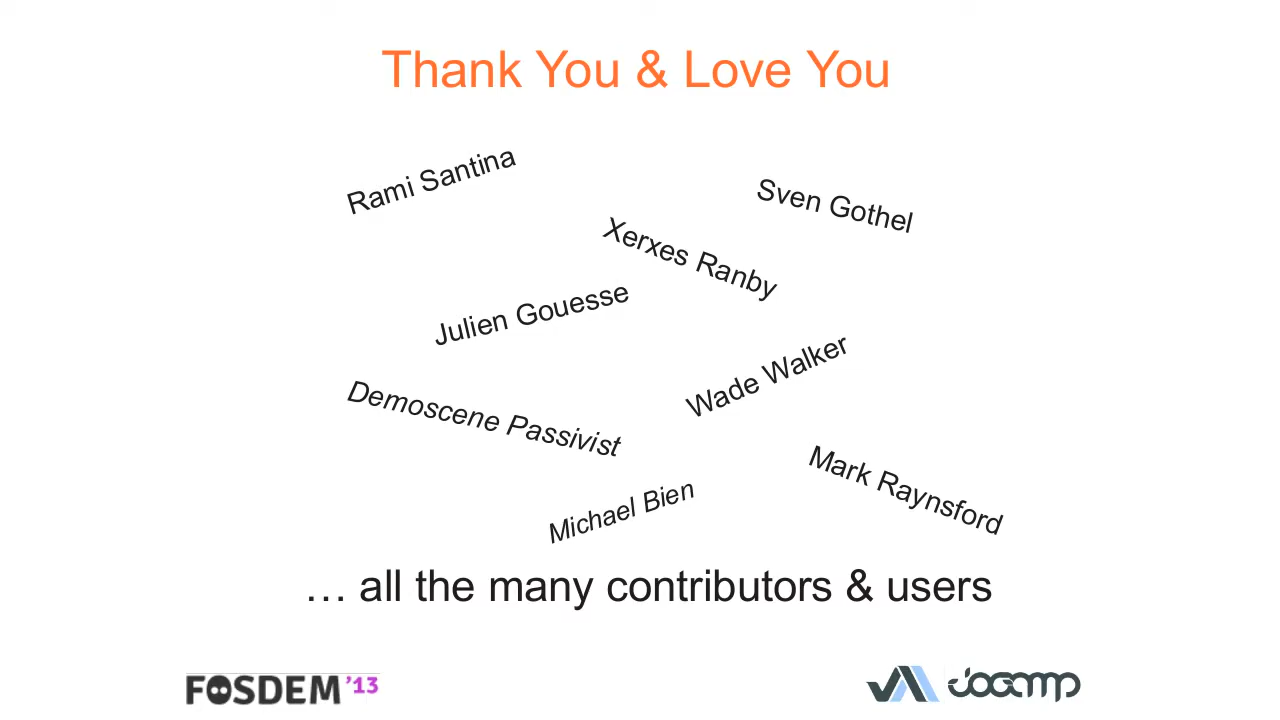 Thank You & Love You
Rami Santina
Sven Gothel
Xerxes Ranby
Julien Gouesse
Wade Walker
Demoscene Passivist
Mark Raynsford
Michael Bien
… all the many contributors & users
FOSDEM '13
jogamp